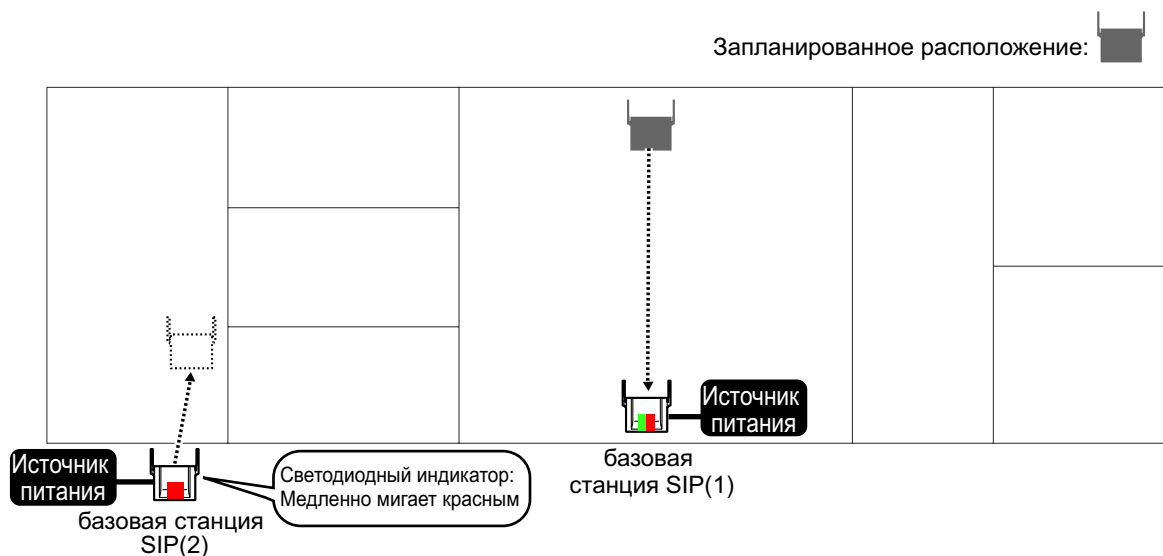 Запланированное расположение:
Источник
питания
базовая
станция SIP(1)
Источник
питания
Светодиодный индикатор:
Медленно мигает красным
базовая станция
SIP(2)